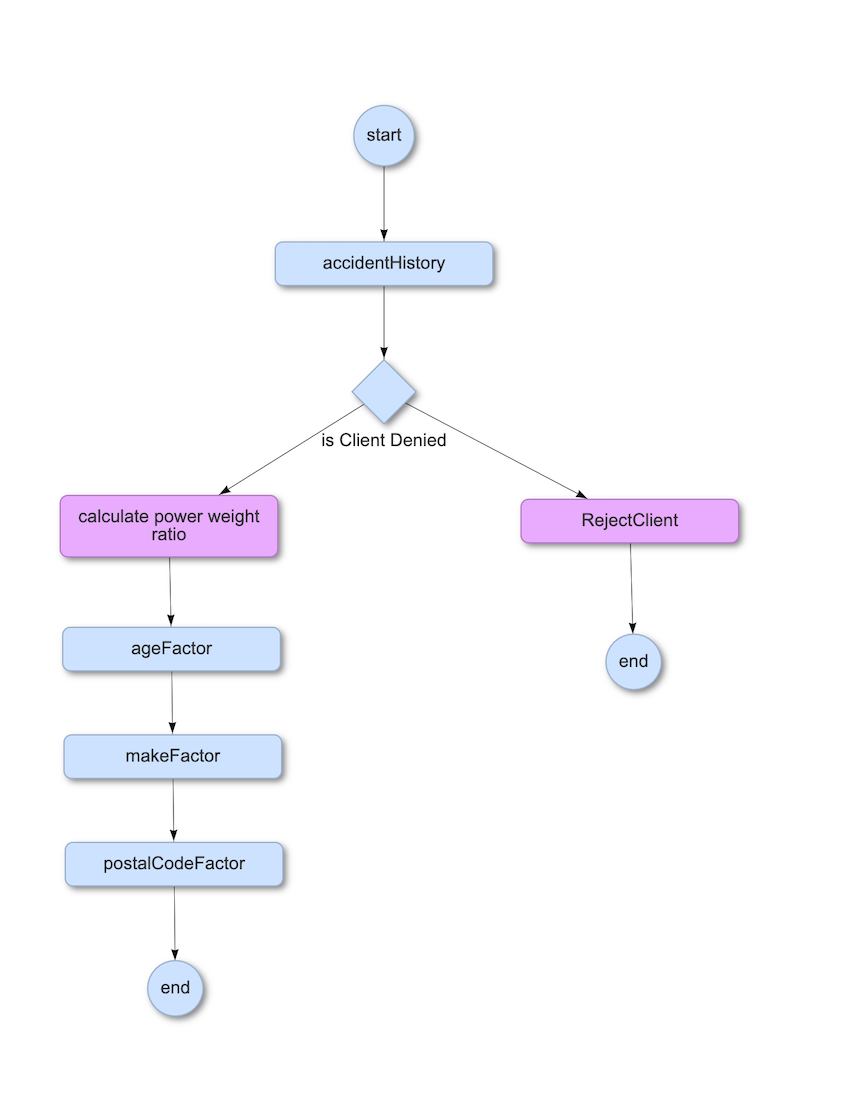 start
accidentHistory
is Client Denied
calculate power weight
ratio
RejectClient
ageFactor
end
makeFactor
postalCodeFactor
end